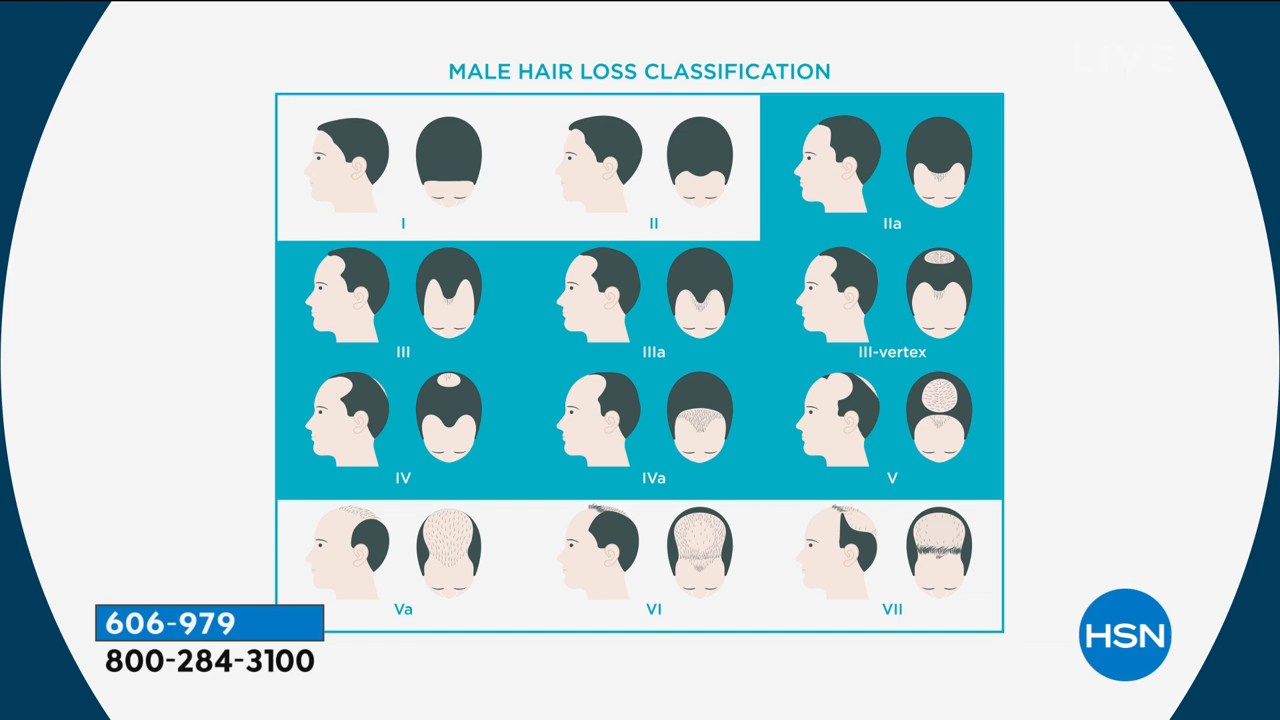 LIVE
MALE HAIR LOSS CLASSIFICATION
I
II
IIa
III
IIIa
III-vertex
IV
IVa
V
Va
VI
VII
606-979
800-284-3100
HSN